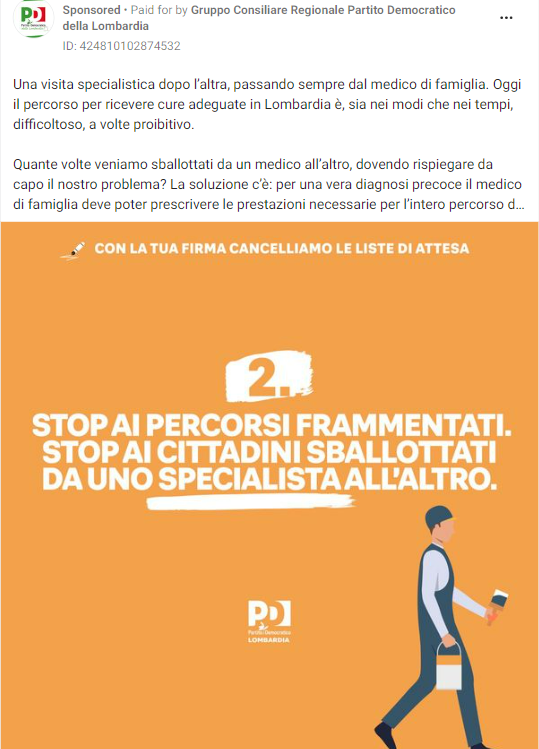 Sponsored • Paid for by Gruppo Consiliare Regionale Partito Democratico
della Lombardia
ID: 424810102874532
Una visita specialistica dopo l'altra, passando sempre dal medico di famiglia. Oggi
il percorso per ricevere cure adeguate in Lombardia è, sia nei modi che nei tempi,
difficoltoso, a volte proibitivo.
Quante volte veniamo sballottati da un medico all'altro, dovendo rispiegare da
capo il nostro problema? La soluzione c'è: per una vera diagnosi precoce il medico
di famiglia deve poter prescrivere le prestazioni necessarie per l'intero percorso d...
CON LA TUA FIRMA CANCELLIAMO LE LISTE DI ATTESA
2.
STOP AI PERCORSI FRAMMENTATI.
STOP AI CITTADINI SBALLOTTATI
DA UNO SPECIALISTA ALL'ALTRO.
PD
Partito Democratico
LOMBARDIA